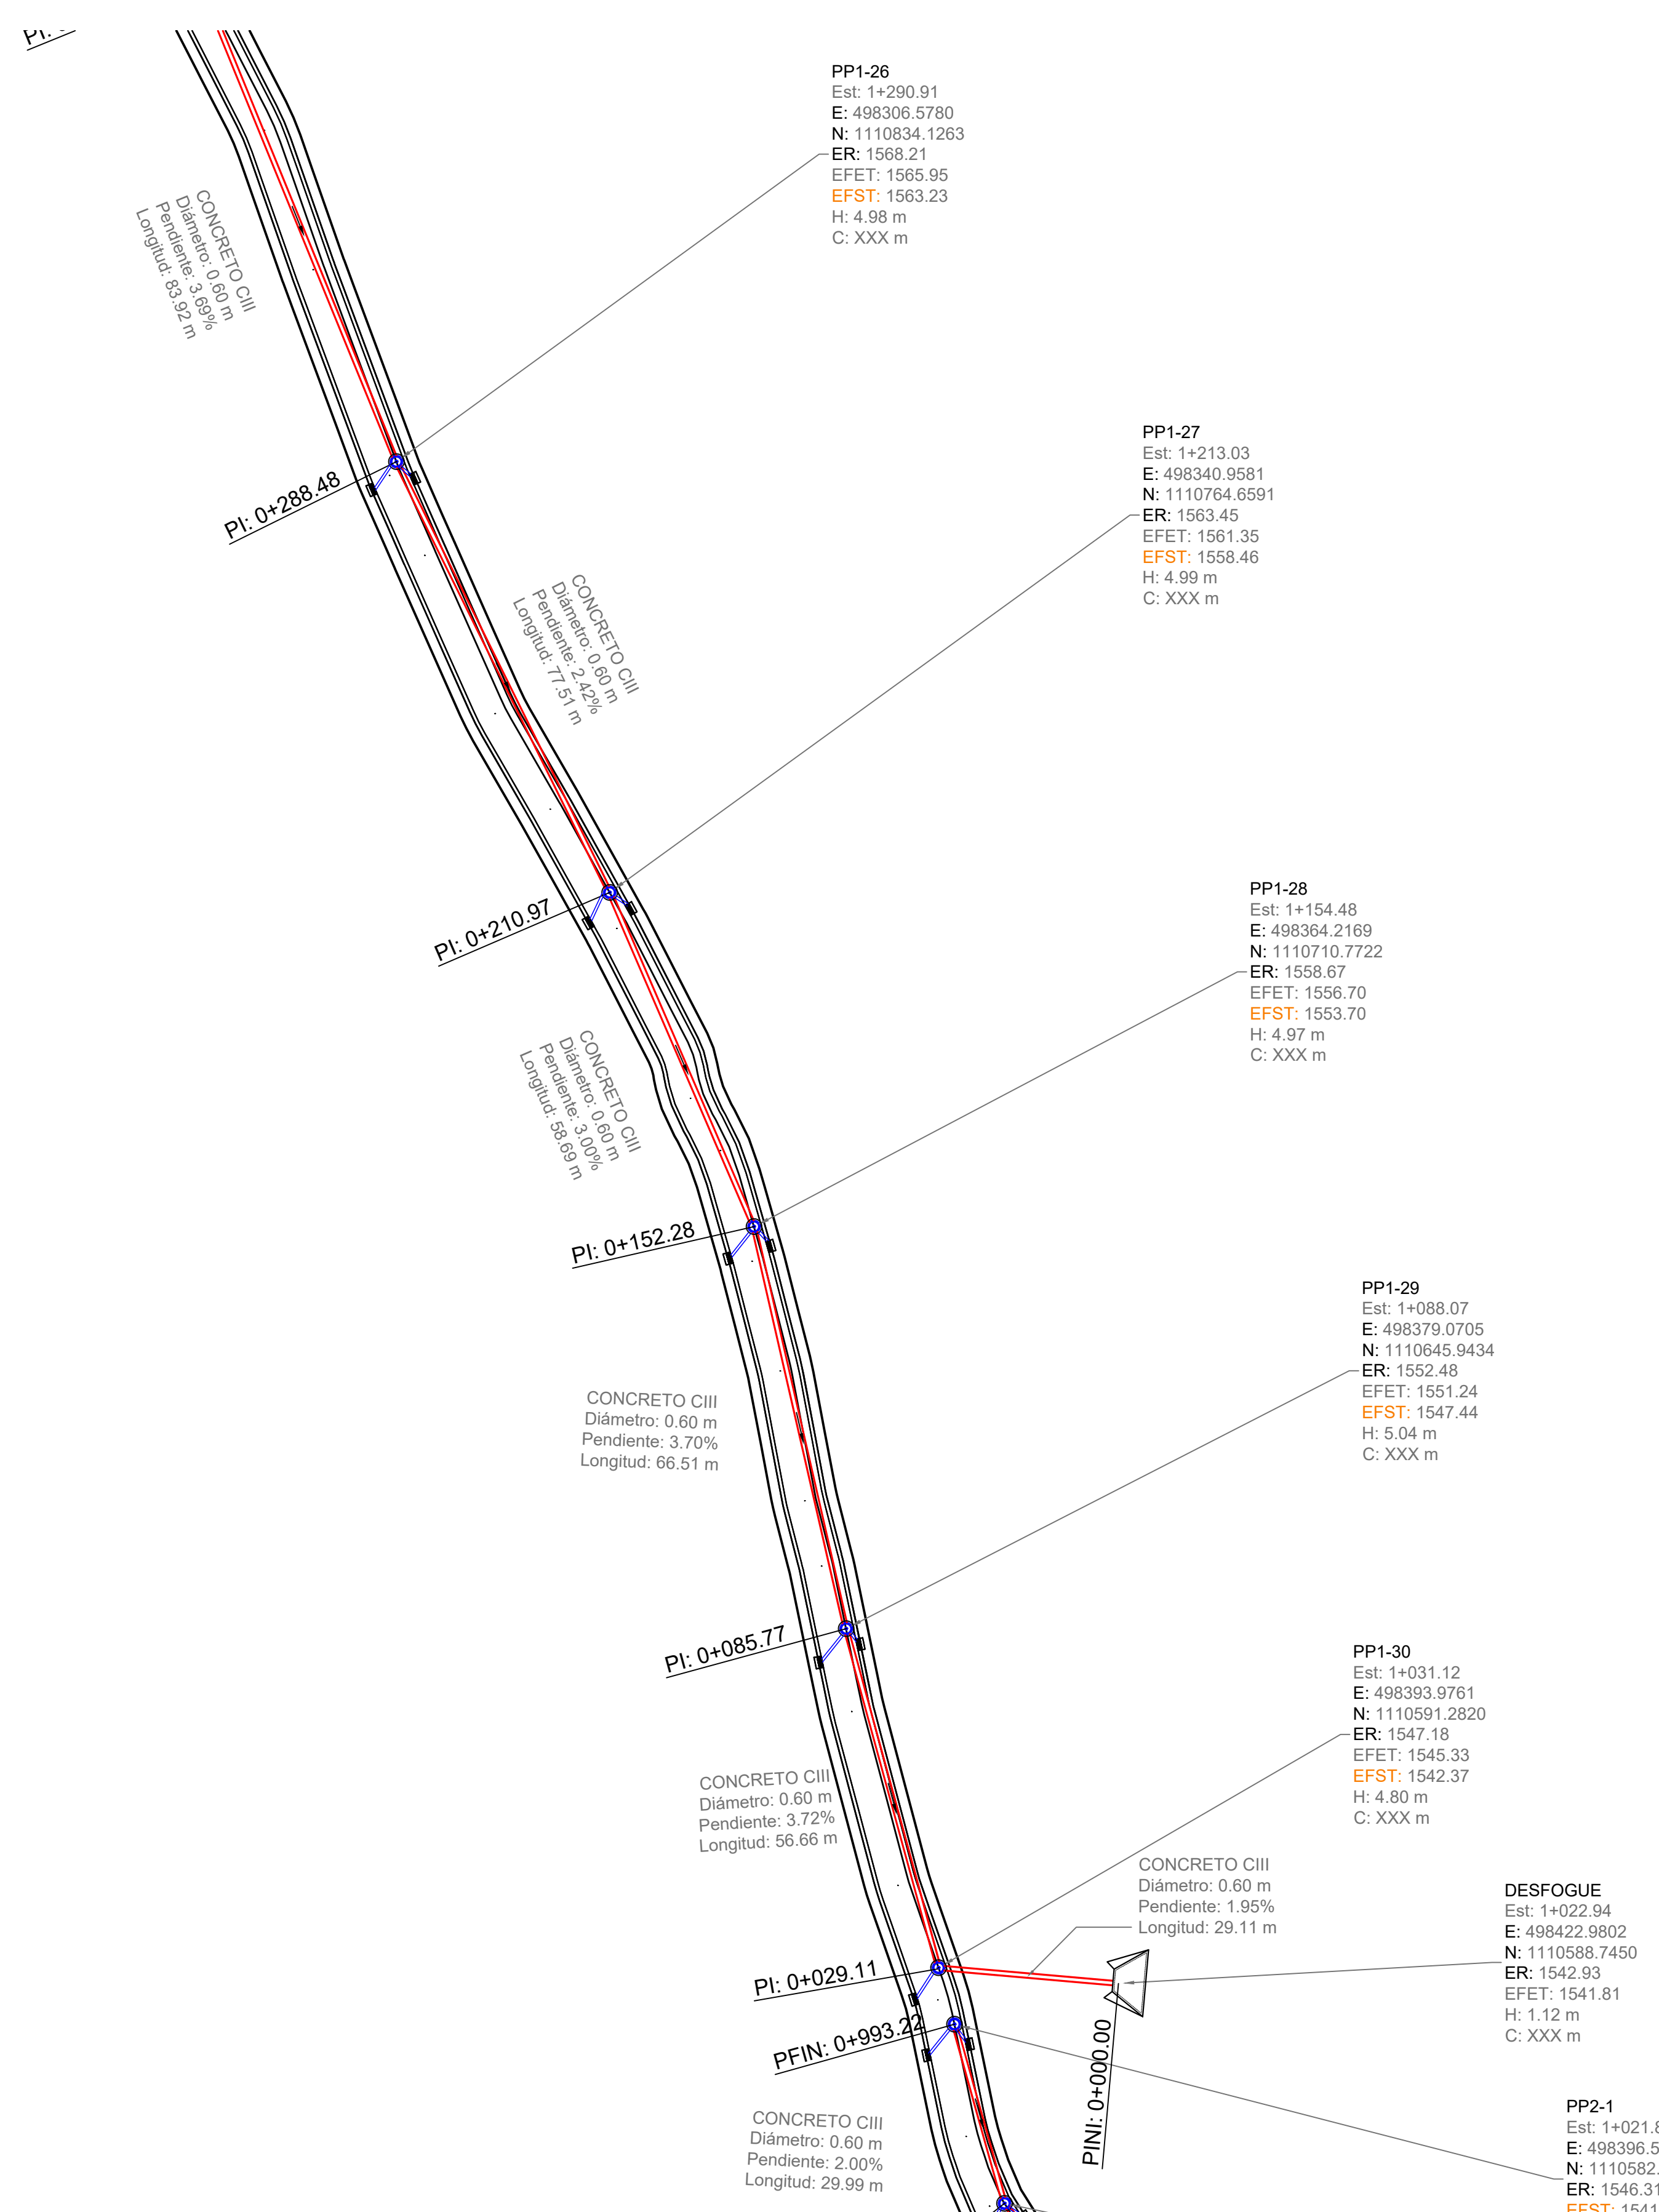 PP1-26
Est: 1+290.91
E: 498306.5780
N: 1110834.1263
ER: 1568.21
EFET: 1565.95
EFST: 1563.23
H: 4.98 m
C: XXX m
CONCRETO CIII
Diámetro: 0.60 m
Pendiente: 3.69%
Longitud: 83.92 m
PI: 0+288.48
PP1-27
Est: 1+213.03
E: 498340.9581
N: 1110764.6591
ER: 1563.45
EFET: 1561.35
EFST: 1558.46
H: 4.99 m
C: XXX m
CONCRETO CIII
Diámetro: 0.60 m
Pendiente: 2.42%
Longitud: 77.51 m
PI: 0+210.97
PP1-28
Est: 1+154.48
E: 498364.2169
N: 1110710.7722
ER: 1558.67
EFET: 1556.70
EFST: 1553.70
H: 4.97 m
C: XXX m
CONCRETO CIII
Diámetro: 0.60 m
Pendiente: 3.00%
Longitud: 58.69 m
PI: 0+152.28
PP1-29
Est: 1+088.07
E: 498379.0705
N: 1110645.9434
ER: 1552.48
EFET: 1551.24
EFST: 1547.44
H: 5.04 m
C: XXX m
CONCRETO CIII
Diámetro: 0.60 m
Pendiente: 3.70%
Longitud: 66.51 m
PI: 0+085.77
PP1-30
Est: 1+031.12
E: 498393.9761
N: 1110591.2820
ER: 1547.18
EFET: 1545.33
EFST: 1542.37
H: 4.80 m
C: XXX m
CONCRETO CIII
Diámetro: 0.60 m
Pendiente: 3.72%
Longitud: 56.66 m
CONCRETO CIII
Diámetro: 0.60 m
Pendiente: 1.95%
Longitud: 29.11 m
DESFOGUE
Est: 1+022.94
E: 498422.9802
N: 1110588.7450
ER: 1542.93
EFET: 1541.81
H: 1.12 m
C: XXX m
PI: 0+029.11
PFIN: 0+993.22
PINI: 0+000.00
CONCRETO CIII
Diámetro: 0.60 m
Pendiente: 2.00%
Longitud: 29.99 m
PP2-1
Est: 1+021.8
E: 498396.5
N: 1110582.
ER: 1546.31